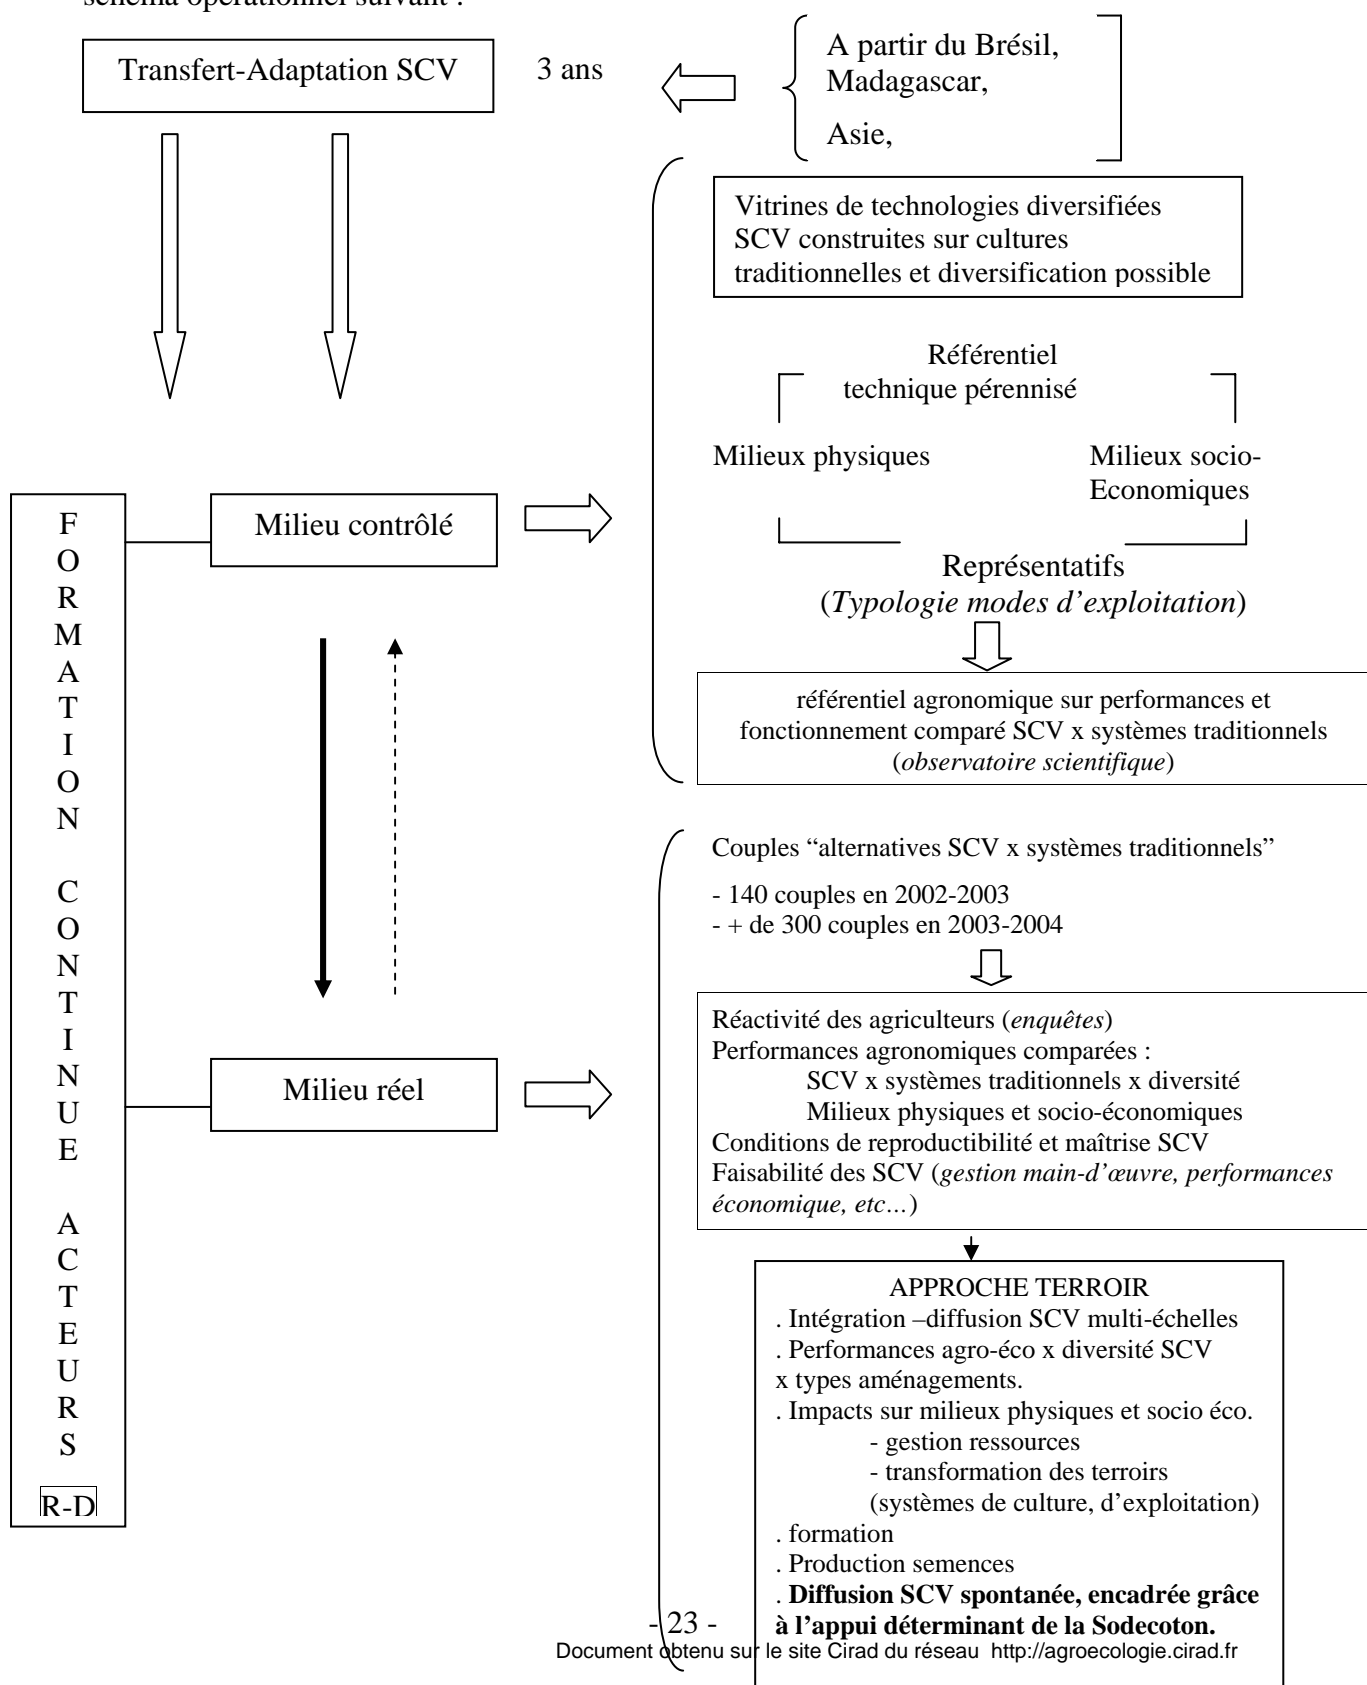 schéma opérationnel suivant :
Transfert-Adaptation SCV
3 ans
A partir du Brésil,
Madagascar,
Asie,
Vitrines de technologies diversifiées
SCV construites sur cultures
traditionnelles et diversification possible
Référentiel
technique pérennisé
Milieux physiques
Milieux socio-
Economiques
Représentatifs
(Typologie modes d’exploitation)
référentiel agronomique sur performances et
fonctionnement comparé SCV x systèmes traditionnels
(observatoire scientifique)
FORMATION CONTINUE ACTEURS
R-D
Milieu contrôlé
Milieu réel
Couples “alternatives SCV x systèmes traditionnels”
- 140 couples en 2002-2003
- + de 300 couples en 2003-2004
Réactivité des agriculteurs (enquêtes)
Performances agronomiques comparées :
SCV x systèmes traditionnels x diversité
Milieux physiques et socio-économiques
Conditions de reproductibilité et maîtrise SCV
Faisabilité des SCV (gestion main-d’œuvre, performances
économique, etc…)
APPROCHE TERROIR
. Intégration –diffusion SCV multi-échelles
. Performances agro-éco x diversité SCV
x types aménagements.
. Impacts sur milieux physiques et socio éco.
- gestion ressources
- transformation des terroirs
(systèmes de culture, d’exploitation)
. formation
. Production semences
. Diffusion SCV spontanée, encadrée grâce
à l’appui déterminant de la Sodecoton.
- 23 -
Document obtenu sur le site Cirad du réseau http://agroecologie.cirad.fr